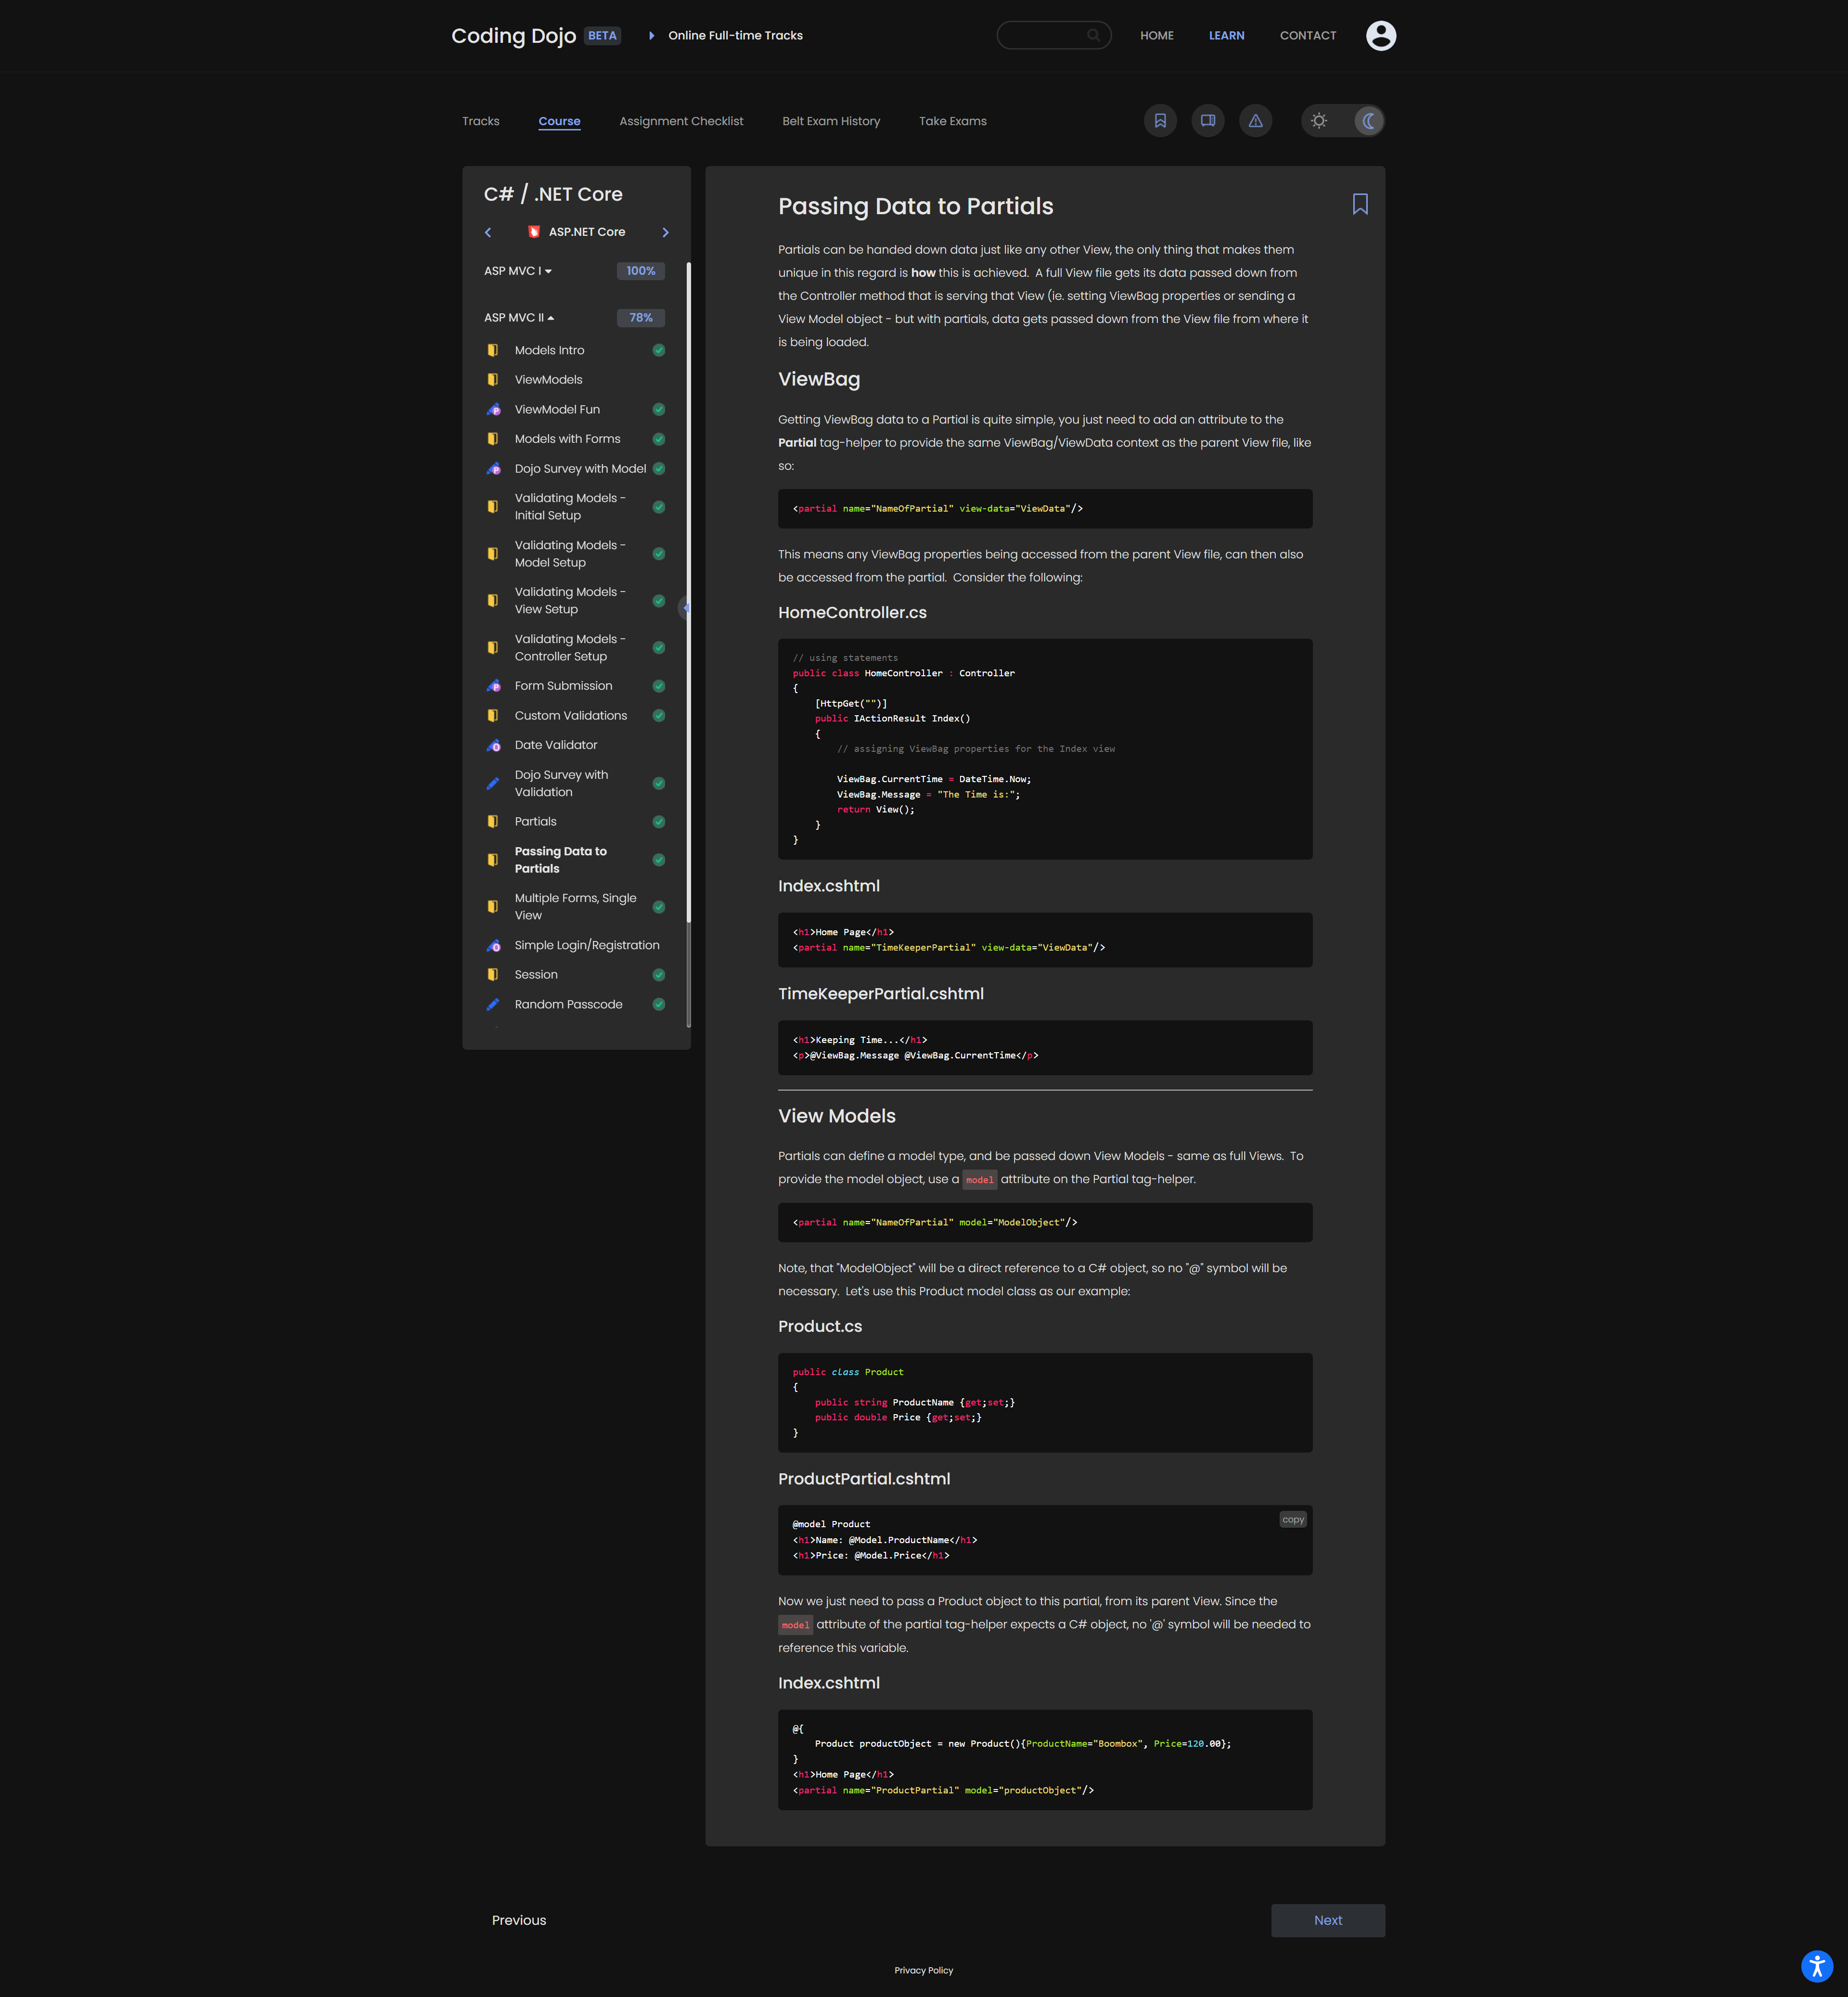 Coding Dojo BETA
Online Full-time Tracks
HOME
LEARN
CONTACT
Tracks
Course
Assignment Checklist
Belt Exam History
Take Exams
C# / .NET Core
ASP.NET Core
ASP MVC I
100%
ASP MVC II
78%
Models Intro
ViewModels
ViewModel Fun
Models with Forms
Dojo Survey with Model
Validating Models -
Initial Setup
Validating Models -
Model Setup
Validating Models -
View Setup
Validating Models -
Controller Setup
Form Submission
Custom Validations
Date Validator
Dojo Survey with
Validation
Partials
Passing Data to
Partials
Multiple Forms, Single
View
Simple Login/Registration
Session
Random Passcode
Passing Data to Partials
Partials can be handed down data just like any other View, the only thing that makes them
unique in this regard is how this is achieved.  A full View file gets its data passed down from
the Controller method that is serving that View (ie. setting ViewBag properties or sending a
View Model object - but with partials, data gets passed down from the View file from where it
is being loaded.
ViewBag
Getting ViewBag data to a Partial is quite simple, you just need to add an attribute to the
Partial tag-helper to provide the same ViewBag/ViewData context as the parent View file, like
so:
<partial name="NameOfPartial" view-data="ViewData"/>
This means any ViewBag properties being accessed from the parent View file, can then also
be accessed from the partial.  Consider the following:
HomeController.cs
// using statements
public class HomeController : Controller
{
    [HttpGet("")]
    public IActionResult Index()
    {
        // assigning ViewBag properties for the Index view
        ViewBag.CurrentTime = DateTime.Now;
        ViewBag.Message = "The Time is:";
        return View();
    }
}
Index.cshtml
<h1>Home Page</h1>
<partial name="TimeKeeperPartial" view-data="ViewData"/>
TimeKeeperPartial.cshtml
<h1>Keeping Time...</h1>
<p>@ViewBag.Message @ViewBag.CurrentTime</p>
View Models
Partials can define a model type, and be passed down View Models - same as full Views.  To
provide the model object, use a model attribute on the Partial tag-helper.
<partial name="NameOfPartial" model="ModelObject"/>
Note, that "ModelObject" will be a direct reference to a C# object, so no "@" symbol will be
necessary.  Let's use this Product model class as our example:
Product.cs
public class Product
{
    public string ProductName {get;set;}
    public double Price {get;set;}
}
ProductPartial.cshtml
copy
@model Product
<h1>Name: @Model.ProductName</h1>
<h1>Price: @Model.Price</h1>
Now we just need to pass a Product object to this partial, from its parent View. Since the
model attribute of the partial tag-helper expects a C# object, no '@' symbol will be needed to
reference this variable.
Index.cshtml
@{
    Product productObject = new Product(){ProductName="Boombox", Price=120.00};
}
<h1>Home Page</h1>
<partial name="ProductPartial" model="productObject"/>
Previous
Next
Privacy Policy